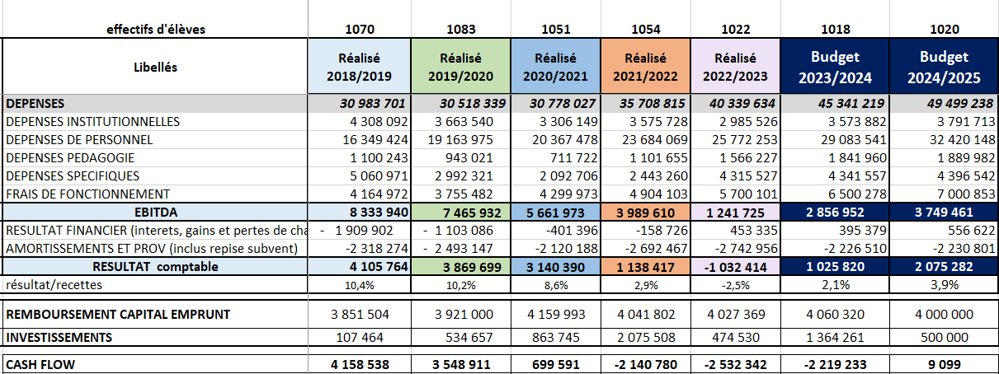 effectifs d'élèves 1070 1083 1051 1054 1022 1018 1020
Libellés Réalisé 2018/2019 Réalisé 2019/2020 Réalisé 2020/2021 Réalisé 2021/2022 Réalisé 2022/2023 Budget 2023/2024 Budget 2024/2025
DEPENSES 30 983 701 30 518 339 30 778 027 35 708 815 40 339 634 45 341 219 49 499 238
DEPENSES INSTITUTIONNELLES 4 308 092 3 663 540 3 306 149 3 575 728 2 985 526 3 573 882 3 791 713
DEPENSES DE PERSONNEL 16 349 424 19 163 975 20 367 478 23 684 069 25 772 253 29 083 541 32 420 148
DEPENSES PEDAGOGIE 1 100 243 943 021 711 722 1 101 655 1 566 227 1 841 960 1 889 982
DEPENSES SPECIFIQUES 5 060 971 2 992 321 2 092 706 2 443 260 4 315 527 4 341 557 4 396 542
FRAIS DE FONCTIONNEMENT 4 164 972 3 755 482 4 299 973 4 904 103 5 700 101 6 500 278 7 000 853
EBITDA 8 333 940 7 465 932 5 661 973 3 989 610 1 241 725 2 856 952 3 749 461
RESULTAT FINANCIER (interets, gains et pertes de cha - 1 909 902 - 1 103 086 -401 396 -158 726 453 335 395 379 556 622
AMORTISSEMENTS ET PROV (inclus repise subvent) -2 318 274 - 2 493 147 -2 120 188 -2 692 467 -2 742 956 -2 226 510 -2 230 801
RESULTAT comptable 4 105 764 3 869 699 3 140 390 1 138 417 -1 032 414 1 025 820 2 075 282
résultat/recettes 10,4% 10,2% 8,6% 2,9% -2,5% 2,1% 3,9%
REMBOURSEMENT CAPITAL EMPRUNT 3 851 504 3 921 000 4 159 993 4 041 802 4 027 369 4 060 320 4 000 000
INVESTISSEMENTS 107 464 534 657 863 745 2 075 508 474 530 1 364 261 500 000
CASH FLOW 4 158 538 3 548 911 699 591 -2 140 780 -2 532 342 -2 219 233 9 099